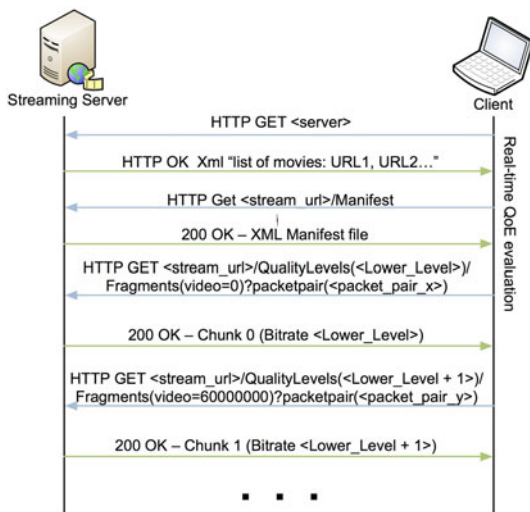 Streaming Server
Client
HTTP GET <server>
HTTP OK  Xml “list of movies: URL1, URL2…”
HTTP Get <stream_url>/Manifest
200 OK – XML Manifest file
HTTP GET <stream_url>/QualityLevels(<Lower_Level>)/
Fragments(video=0)?packetpair(<packet_pair_x>)
200 OK – Chunk 0 (Bitrate <Lower_Level>)
HTTP GET <stream_url>/QualityLevels(<Lower_Level + 1>)/
Fragments(video=60000000)?packetpair(<packet_pair_y>)
200 OK – Chunk 1 (Bitrate <Lower_Level + 1>)
. . .
Real-time QoE evaluation